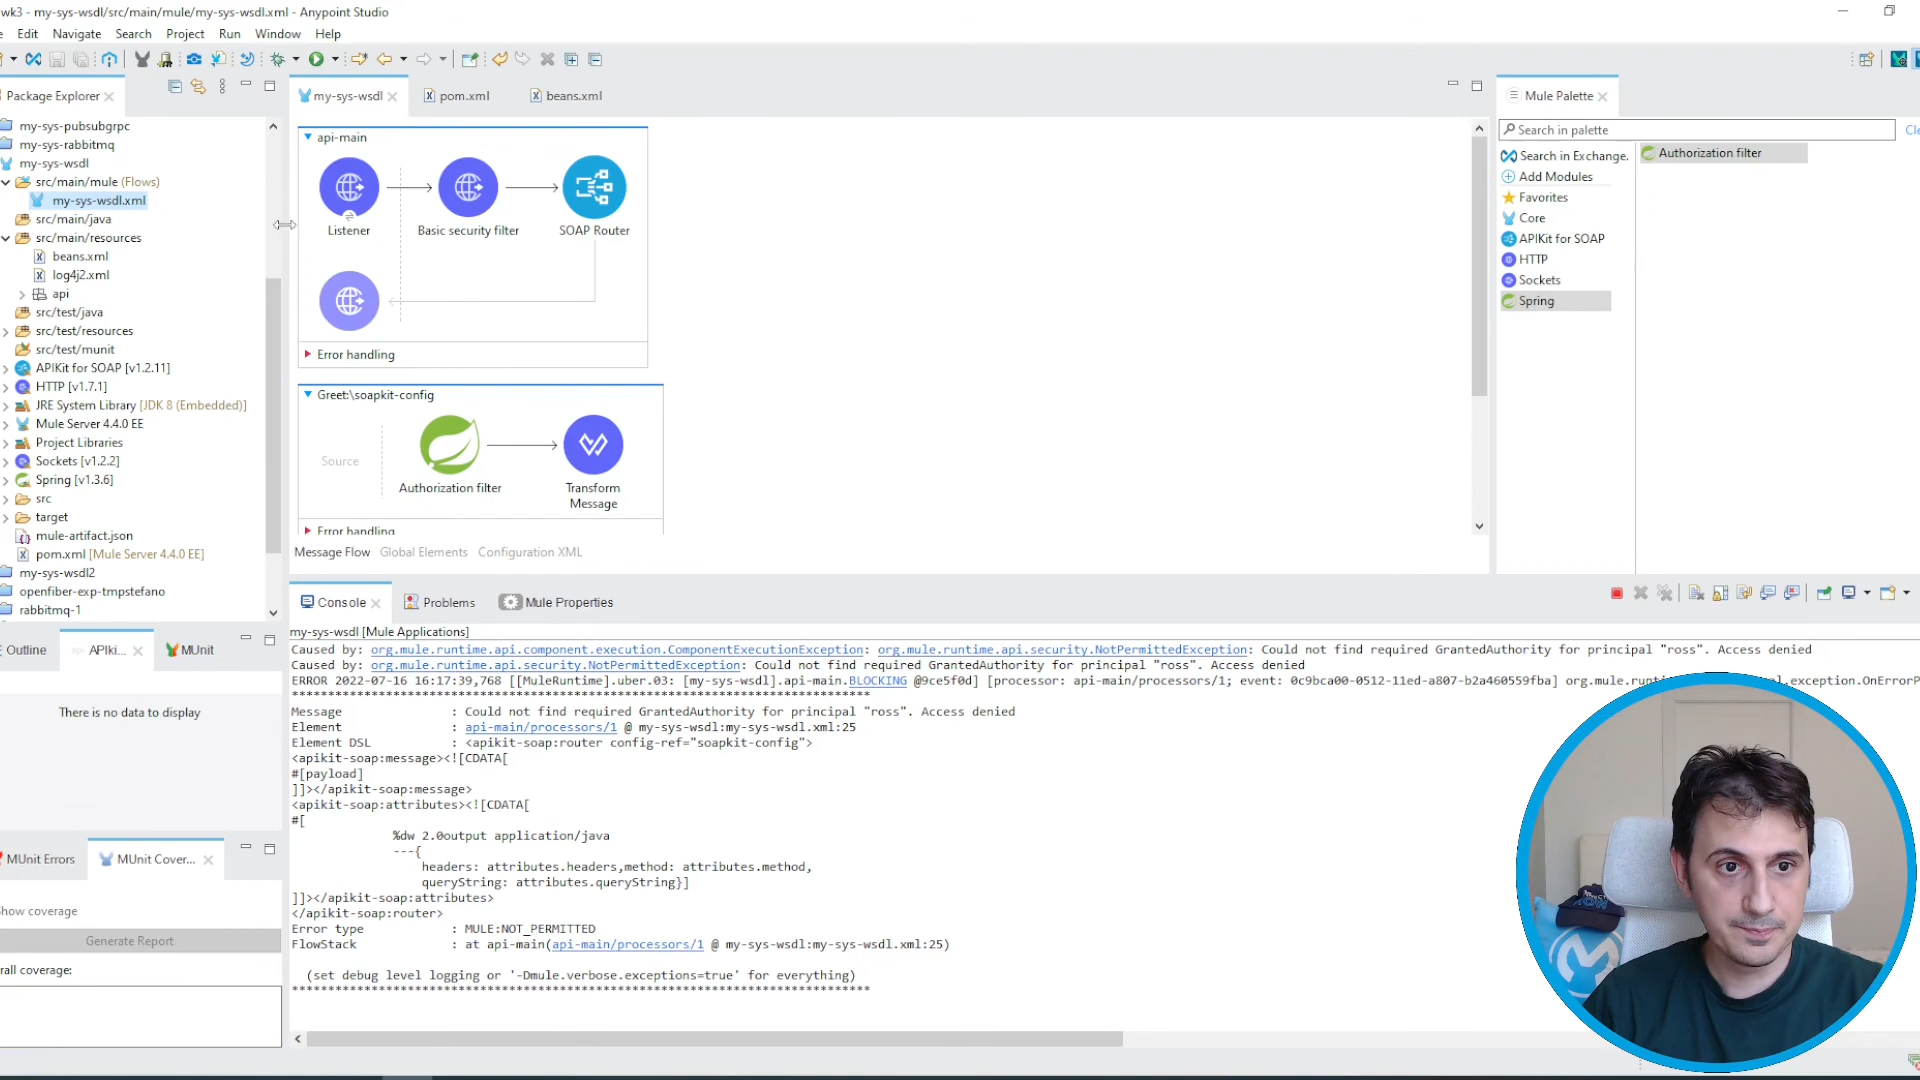 wk3 - my-sys-wsdl/src/main/mule/my-sys-wsdl.xml - Anypoint Studio
Edit Navigate Search Project Run Window Help
Package Explorer
my-sys-pubsubgrpc
my-sys-rabbitmq
my-sys-wsdl
src/main/mule (Flows)
my-sys-wsdl.xml
src/main/java
src/main/resources
beans.xml
log4j2.xml
api
src/test/java
src/test/resources
src/test/munit
APIKit for SOAP [v1.2.11]
HTTP [v1.7.1]
JRE System Library [JDK 8 (Embedded)]
Mule Server 4.4.0 EE
Project Libraries
Sockets [v1.2.2]
Spring [v1.3.6]
src
target
mule-artifact.json
pom.xml [Mule Server 4.4.0 EE]
my-sys-wsdl2
openfiber-exp-tmpstefano
rabbitmq-1
Outline APIki... MUnit
There is no data to display
MUnit Errors MUnit Cover...
how coverage
Generate Report
rall coverage:
my-sys-wsdl pom.xml beans.xml
api-main
Listener
Basic security filter
SOAP Router
Error handling
Greet:\soapkit-config
Source
Authorization filter
Transform
Message
Error handling
Message Flow Global Elements Configuration XML
Mule Palette
Search in palette
Cle
Search in Exchange.
Add Modules
Favorites
Core
APIKit for SOAP
HTTP
Sockets
Spring
Authorization filter
Console Problems Mule Properties
my-sys-wsdl [Mule Applications]
Caused by: org.mule.runtime.api.component.execution.ComponentExecutionException: org.mule.runtime.api.security.NotPermittedException: Could not find required GrantedAuthority for principal "ross". Access denied
Caused by: org.mule.runtime.api.security.NotPermittedException: Could not find required GrantedAuthority for principal "ross". Access denied
ERROR 2022-07-16 16:17:39,768 [[MuleRuntime].uber.03: [my-sys-wsdl].api-main.BLOCKING @9ce5f0d] [processor: api-main/processors/1; event: 0c9bca00-0512-11ed-a807-b2a460559fba] org.mule.runti al.exception.OnErrorP
********************************************************************************
Message : Could not find required GrantedAuthority for principal "ross". Access denied
Element : api-main/processors/1 @ my-sys-wsdl:my-sys-wsdl.xml:25
Element DSL : <apikit-soap:router config-ref="soapkit-config">
<apikit-soap:message><![CDATA[
#[payload]
]]></apikit-soap:message>
<apikit-soap:attributes><![CDATA[
#[
%dw 2.0output application/java
---{
headers: attributes.headers,method: attributes.method,
queryString: attributes.queryString}]
]]></apikit-soap:attributes>
</apikit-soap:router>
Error type : MULE:NOT_PERMITTED
FlowStack : at api-main(api-main/processors/1 @ my-sys-wsdl:my-sys-wsdl.xml:25)
(set debug level logging or '-Dmule.verbose.exceptions=true' for everything)
********************************************************************************